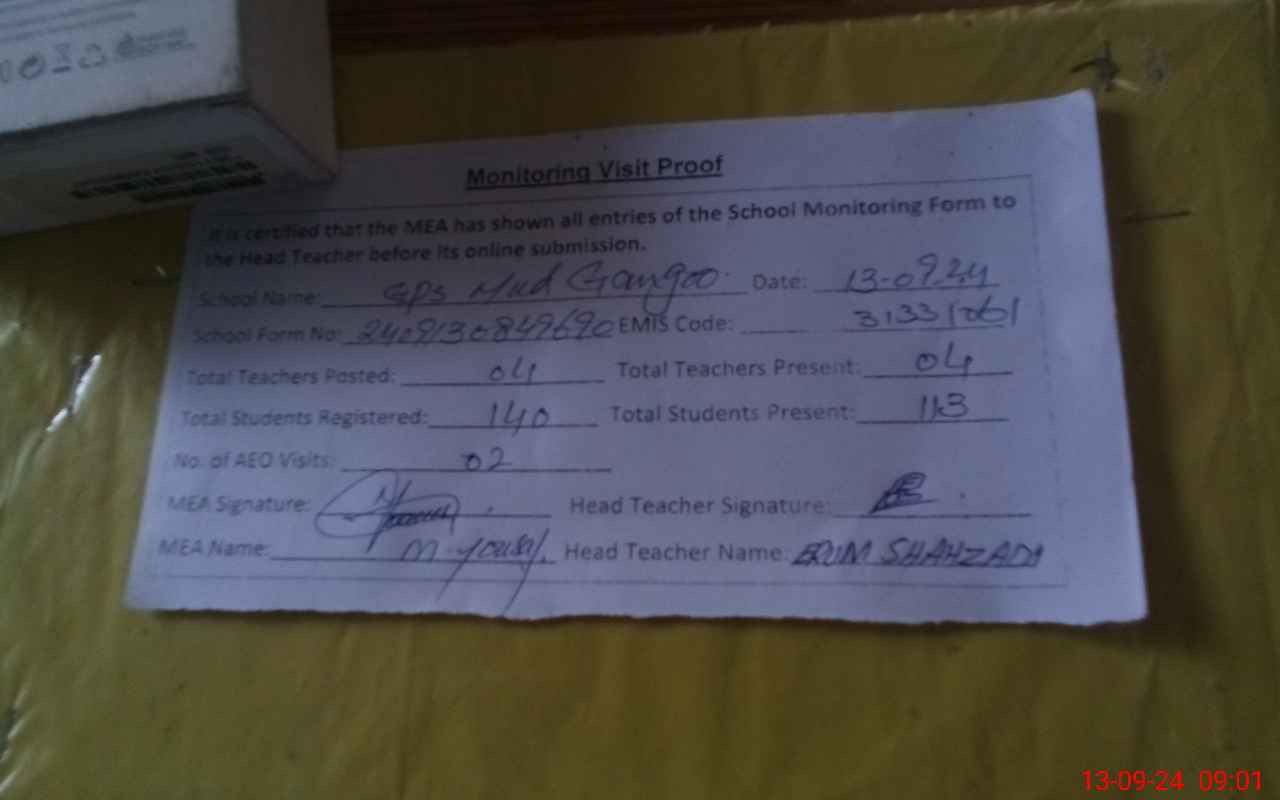 Monitoring Visit Proof
It is certified that the MEA has shown all entries of the School Monitoring Form to
the Head Teacher before its online submission.
School Name: GPS Mud Gangoo Date: 13-09-24
School Form No: 2409130849690 EMIS Code: 31331061
Total Teachers Posted: 04 Total Teachers Present: 04
Total Students Registered: 140 Total Students Present: 113
No. of AEO Visits: 02
MEA Signature: Head Teacher Signature:
MEA Name: M. Yousaf Head Teacher Name: ERUM SHAHZADI
13-09-24 09:01